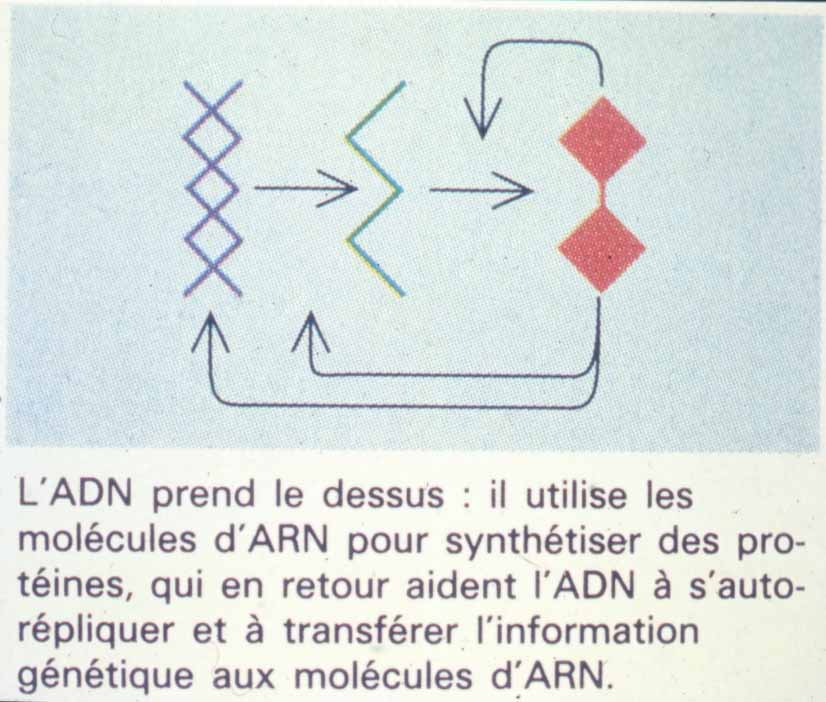 L'ADN prend le dessus : il utilise les
molécules d'ARN pour synthétiser des pro-
téines, qui en retour aident l'ADN à s'auto-
répliquer et à transférer l'information
génétique aux molécules d'ARN.